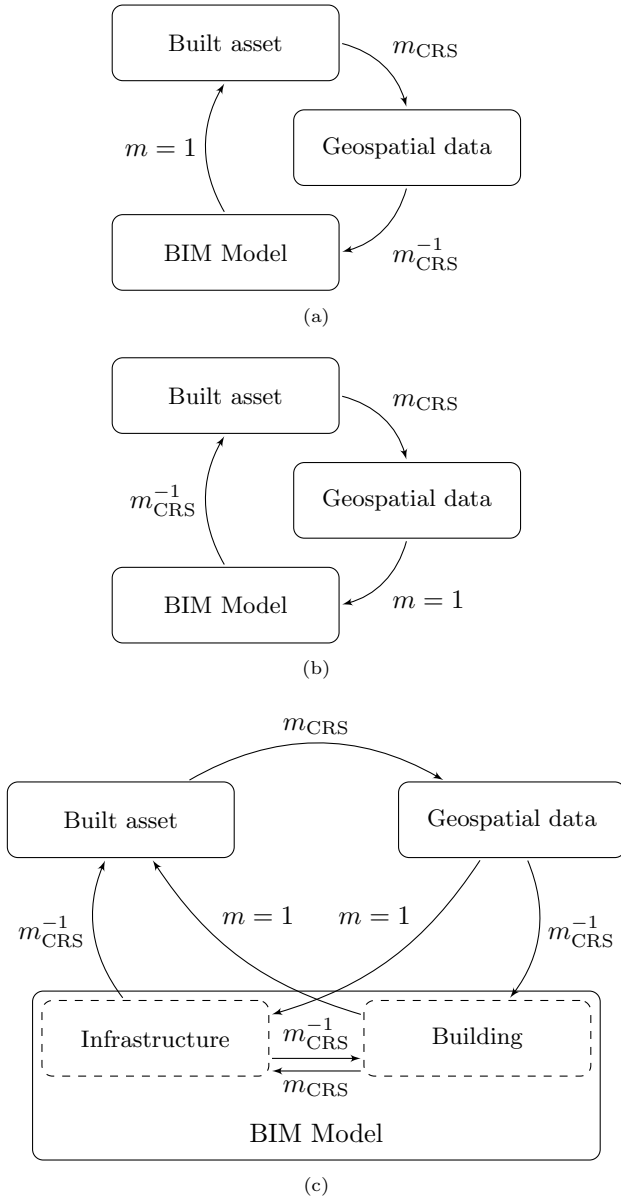 Built asset
m_CRS
Geospatial data
m = 1
BIM Model
m_CRS^−1
(a)
Built asset
m_CRS
Geospatial data
m_CRS^−1
BIM Model
m = 1
(b)
m_CRS
Built asset
Geospatial data
m_CRS^−1
m = 1
m = 1
m_CRS^−1
Infrastructure
m_CRS^−1
Building
m_CRS
BIM Model
(c)